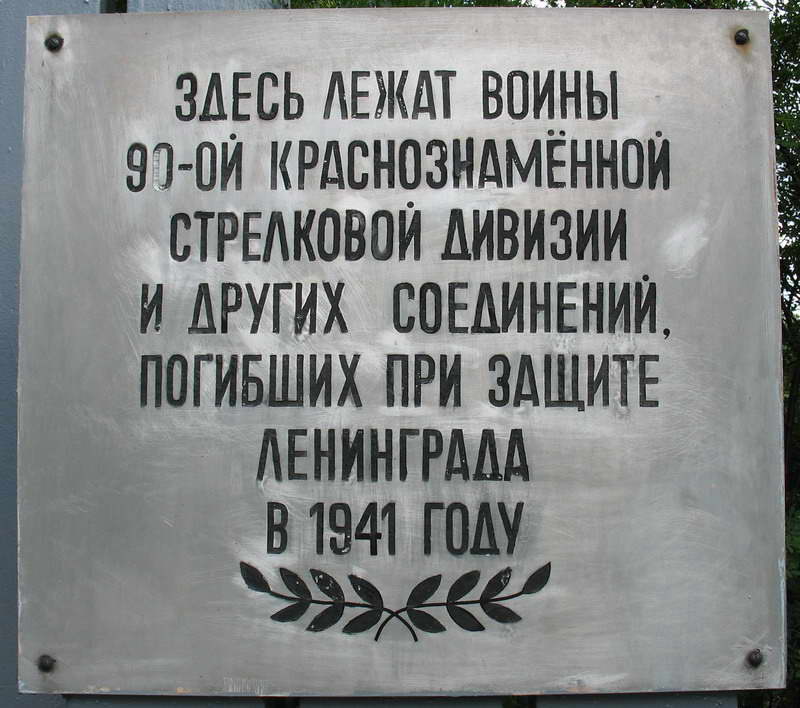 ЗДЕСЬ ЛЕЖАТ ВОИНЫ
90-ОЙ КРАСНОЗНАМЁННОЙ
СТРЕЛКОВОЙ ДИВИЗИИ
И ДРУГИХ СОЕДИНЕНИЙ,
ПОГИБШИХ ПРИ ЗАЩИТЕ
ЛЕНИНГРАДА
В 1941 ГОДУ